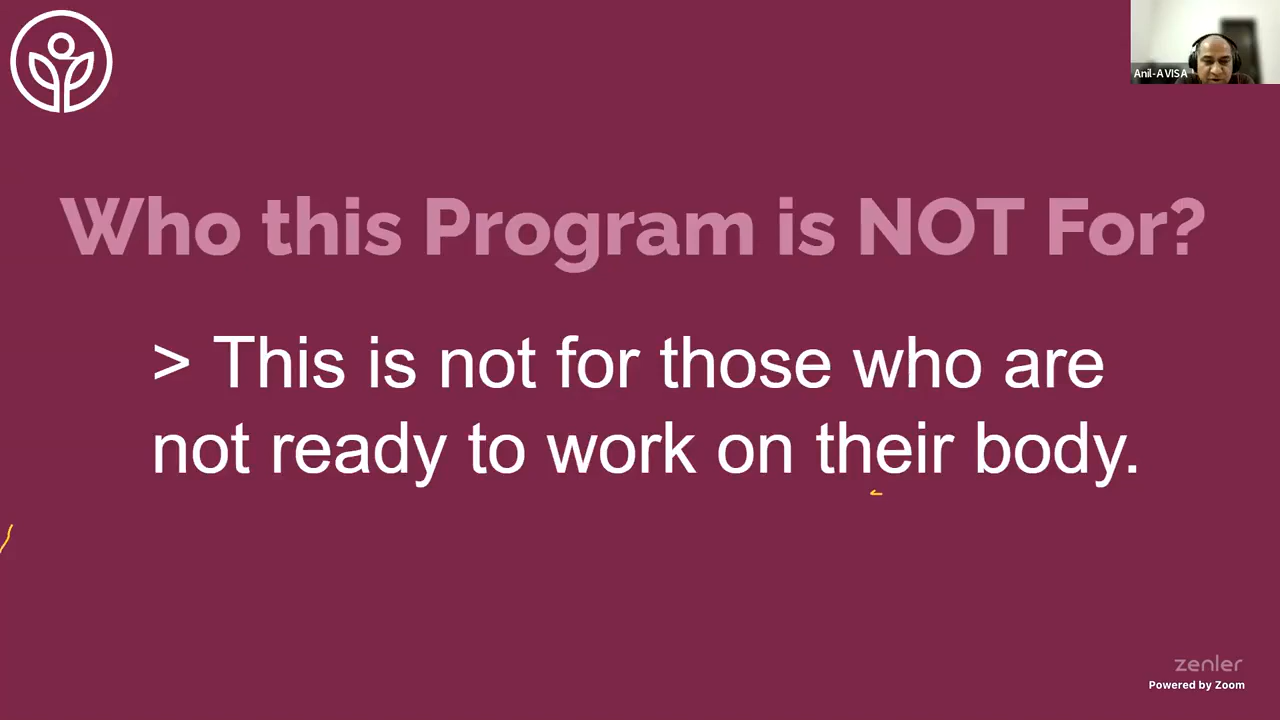 Anil-AVISA
Who this Program is NOT For?
> This is not for those who are
not ready to work on their body.
zenler
Powered by Zoom